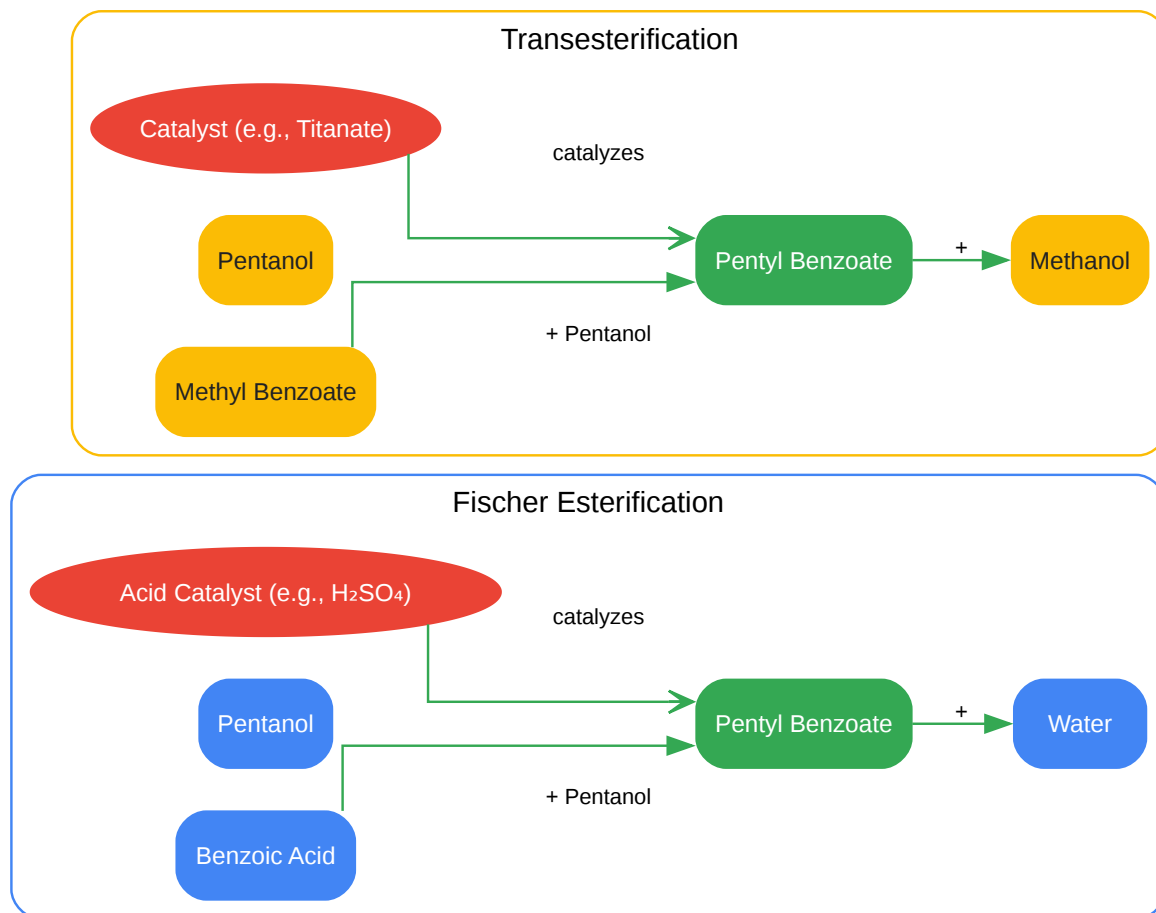 Transesterification
Catalyst (e.g., Titanate)
catalyzes
Pentanol
Pentyl Benzoate
+
Methanol
+ Pentanol
Methyl Benzoate
Fischer Esterification
Acid Catalyst (e.g., H₂SO₄)
catalyzes
Pentanol
Pentyl Benzoate
+
Water
+ Pentanol
Benzoic Acid